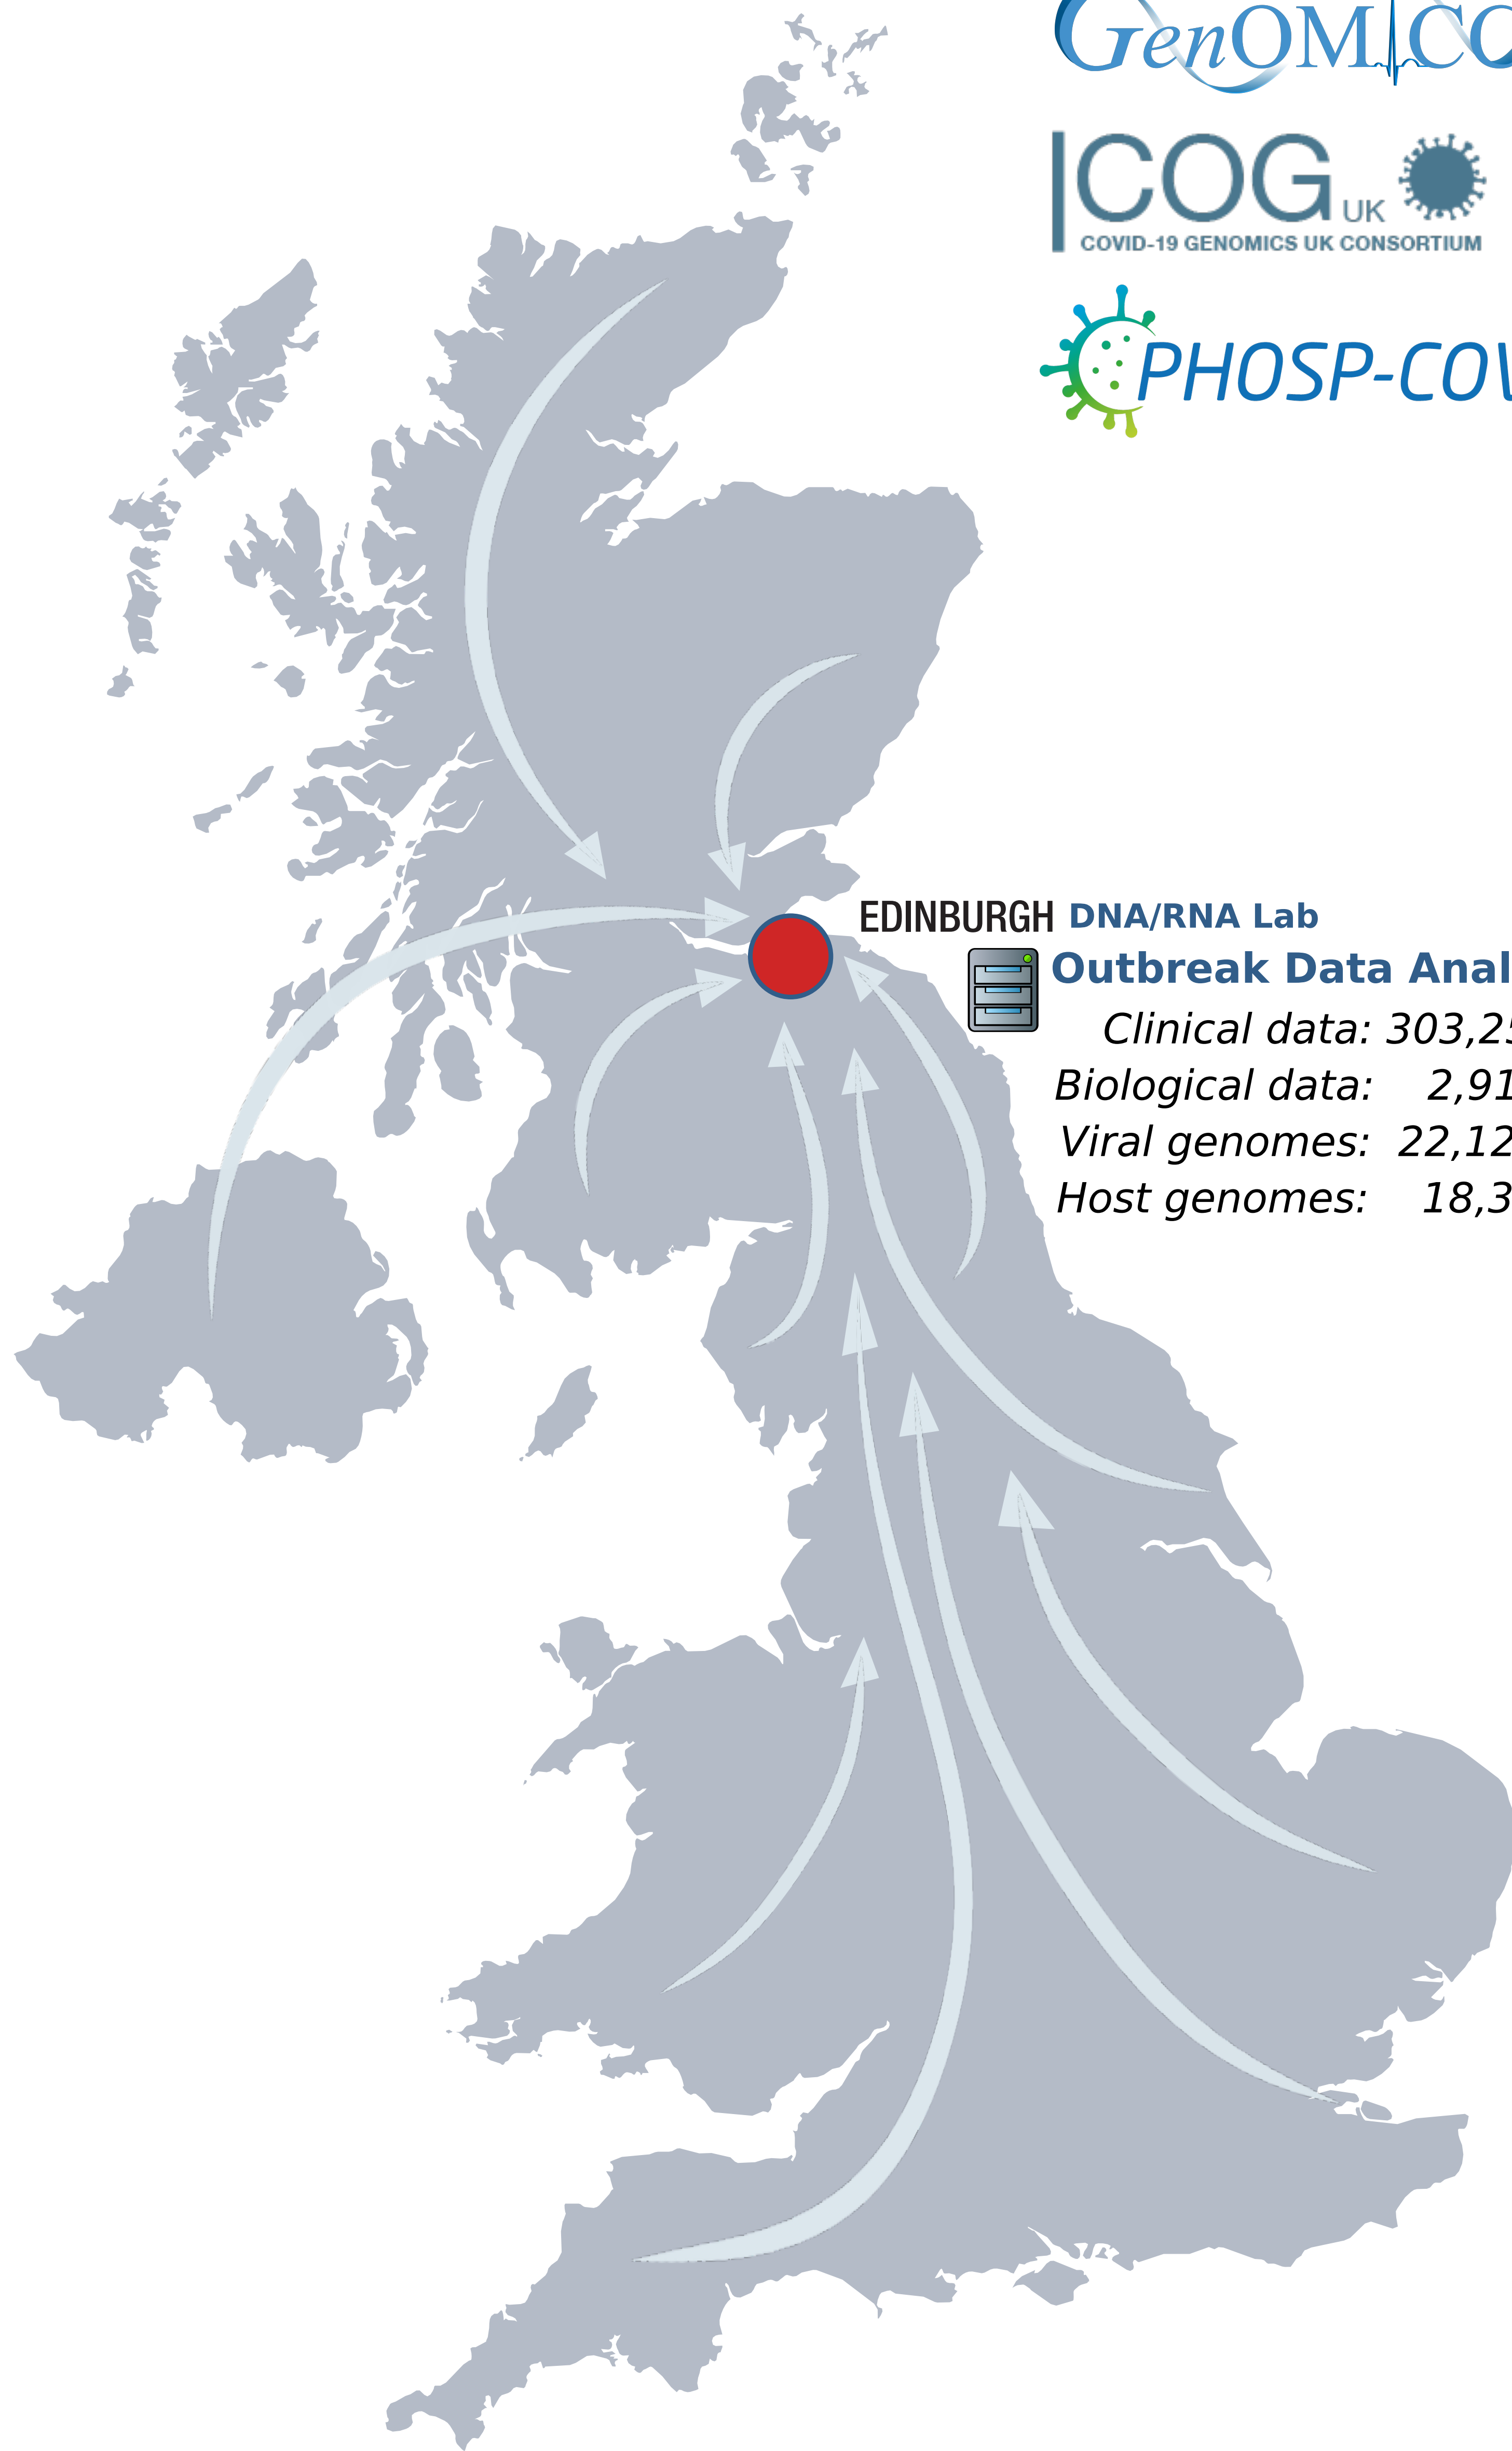 GenOMICC
COG UK
COVID-19 GENOMICS UK CONSORTIUM
PHOSP-COV
EDINBURGH DNA/RNA Lab
Outbreak Data Anal
Clinical data: 303,25
Biological data: 2,91
Viral genomes: 22,12
Host genomes: 18,3